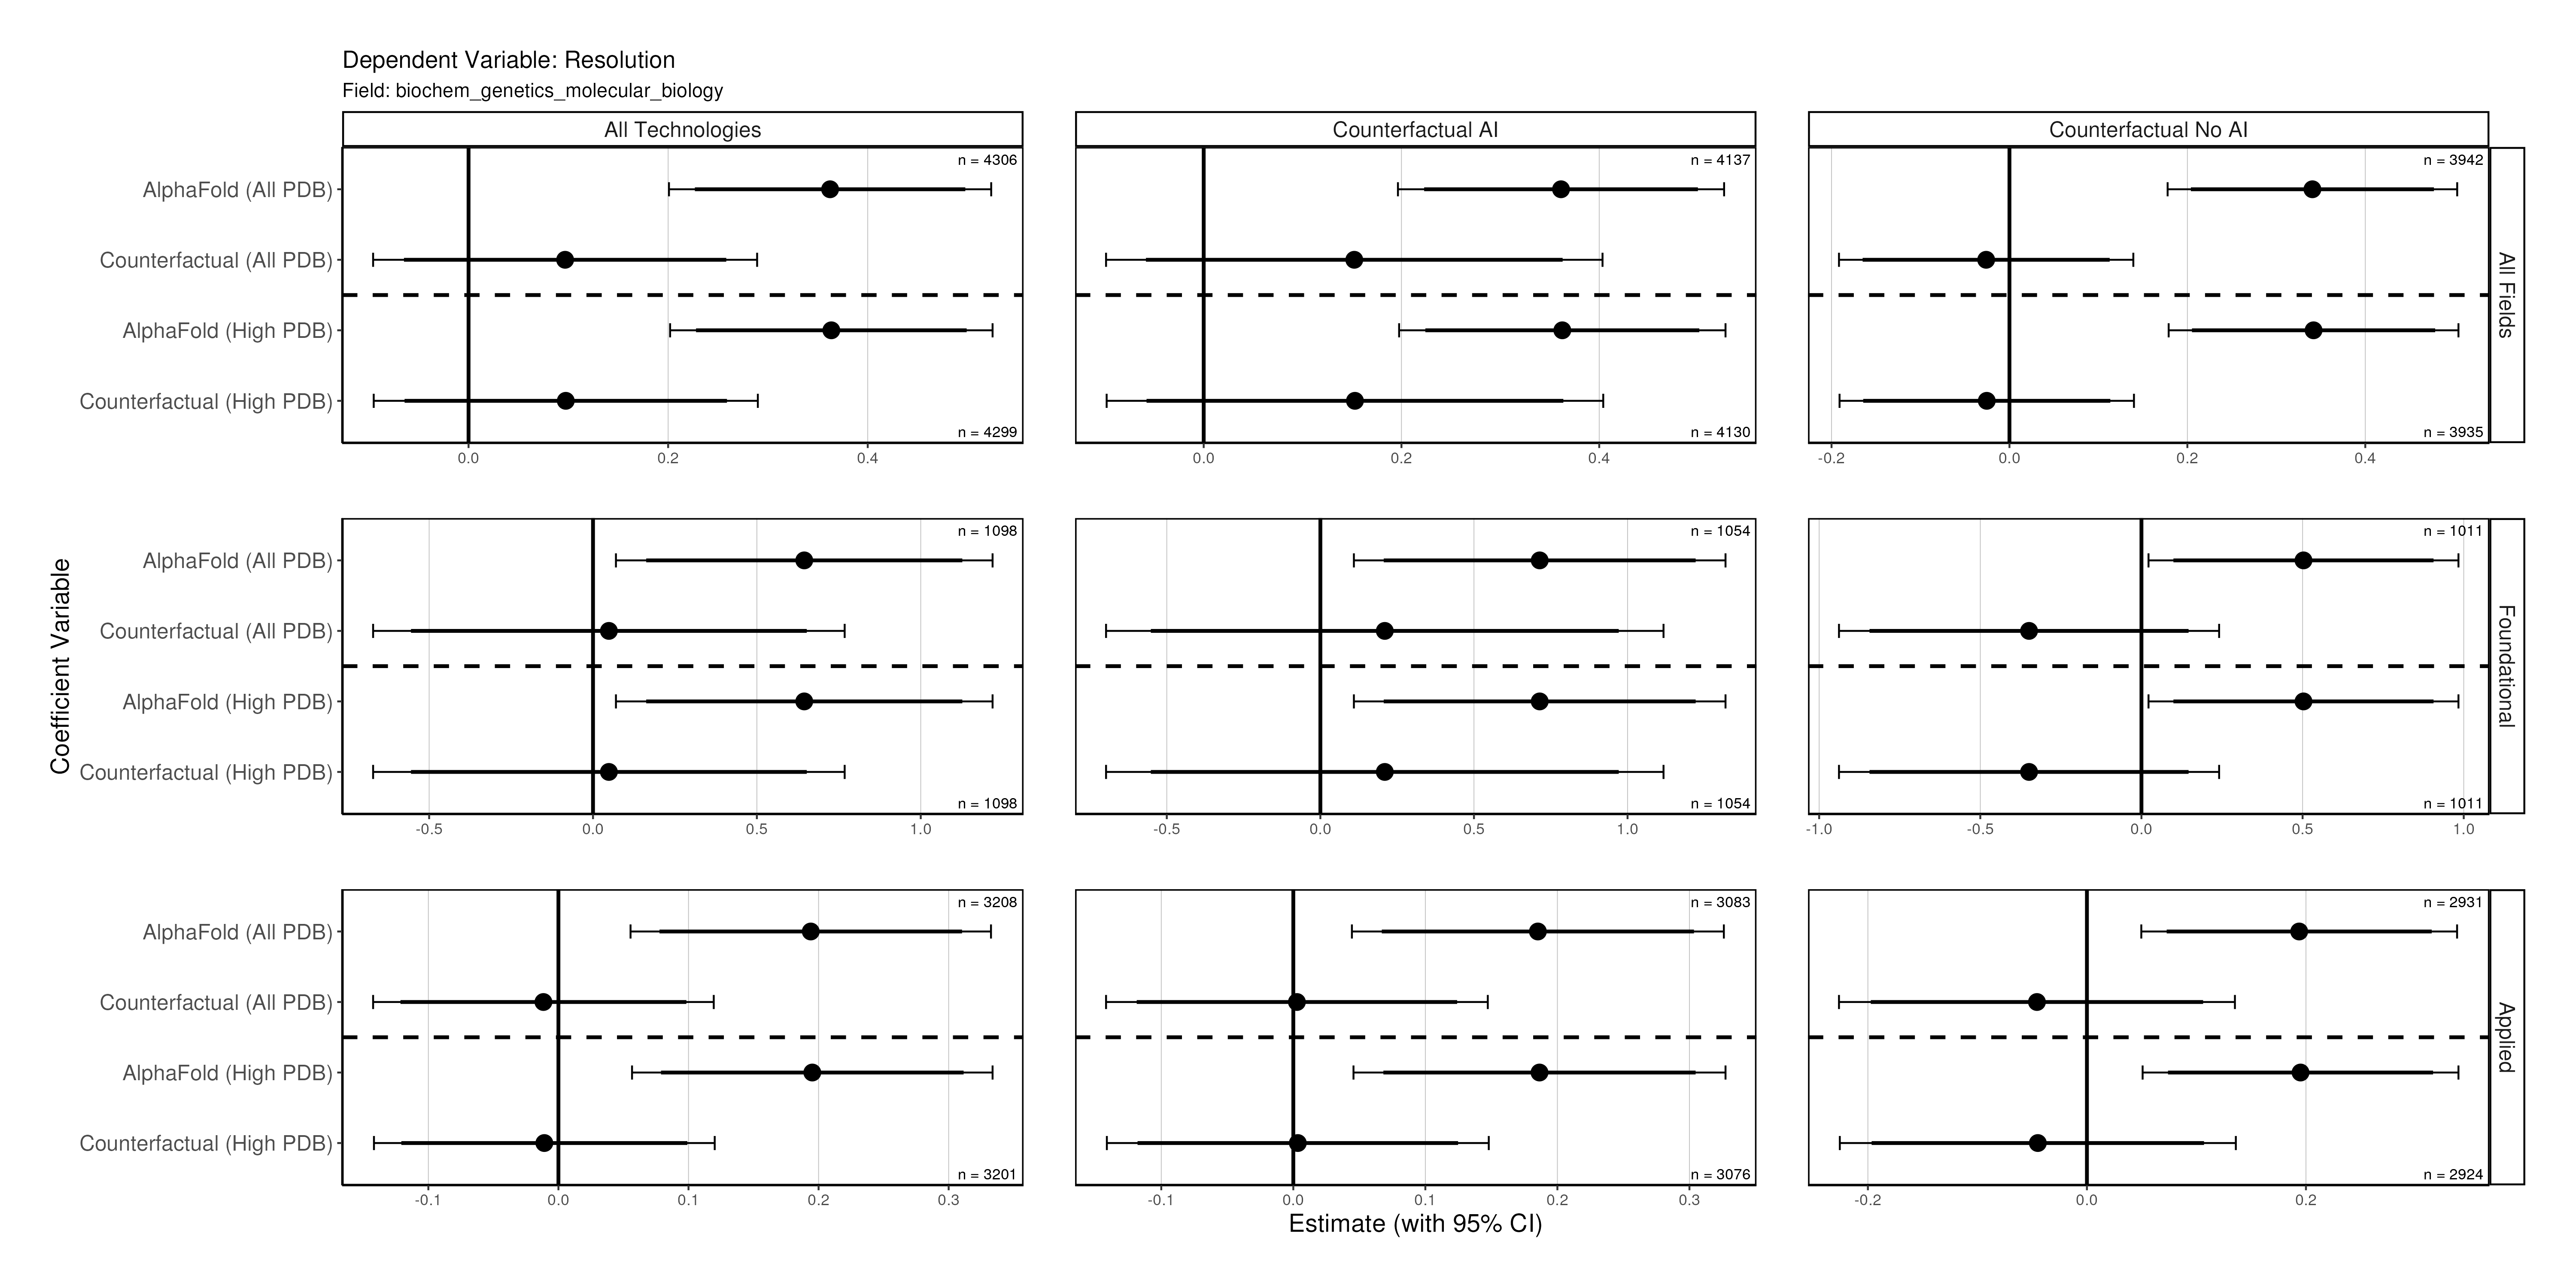 Dependent Variable: Resolution
Field: biochem_genetics_molecular_biology
All Technologies
Counterfactual AI
Counterfactual No AI
AlphaFold (All PDB)
Counterfactual (All PDB)
AlphaFold (High PDB)
Counterfactual (High PDB)
n = 4306
n = 4299
0.0 0.2 0.4
n = 4137
n = 4130
0.0 0.2 0.4
n = 3942
n = 3935
-0.2 0.0 0.2 0.4
All Fields
Coefficient Variable
AlphaFold (All PDB)
Counterfactual (All PDB)
AlphaFold (High PDB)
Counterfactual (High PDB)
n = 1098
n = 1098
-0.5 0.0 0.5 1.0
n = 1054
n = 1054
-0.5 0.0 0.5 1.0
n = 1011
n = 1011
-1.0 -0.5 0.0 0.5 1.0
Foundational
AlphaFold (All PDB)
Counterfactual (All PDB)
AlphaFold (High PDB)
Counterfactual (High PDB)
n = 3208
n = 3201
-0.1 0.0 0.1 0.2 0.3
n = 3083
n = 3076
-0.1 0.0 0.1 0.2 0.3
n = 2931
n = 2924
-0.2 0.0 0.2
Applied
Estimate (with 95% CI)